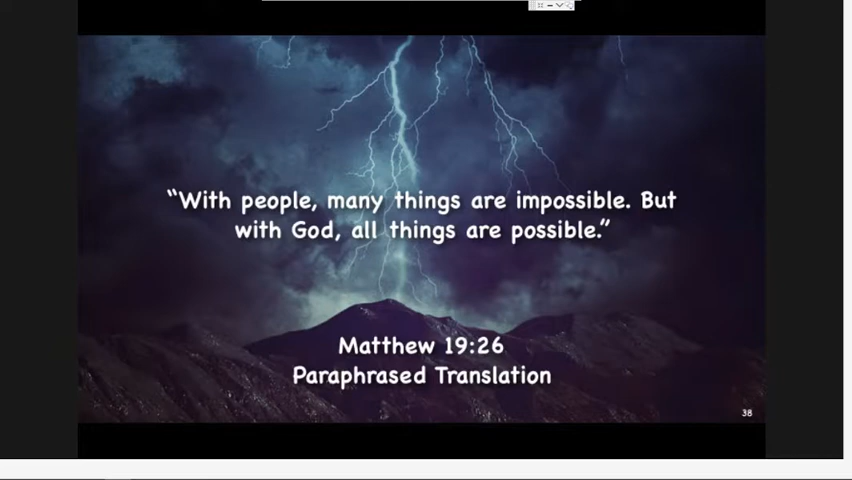 “With people, many things are impossible. But
with God, all things are possible.”
Matthew 19:26
Paraphrased Translation
38